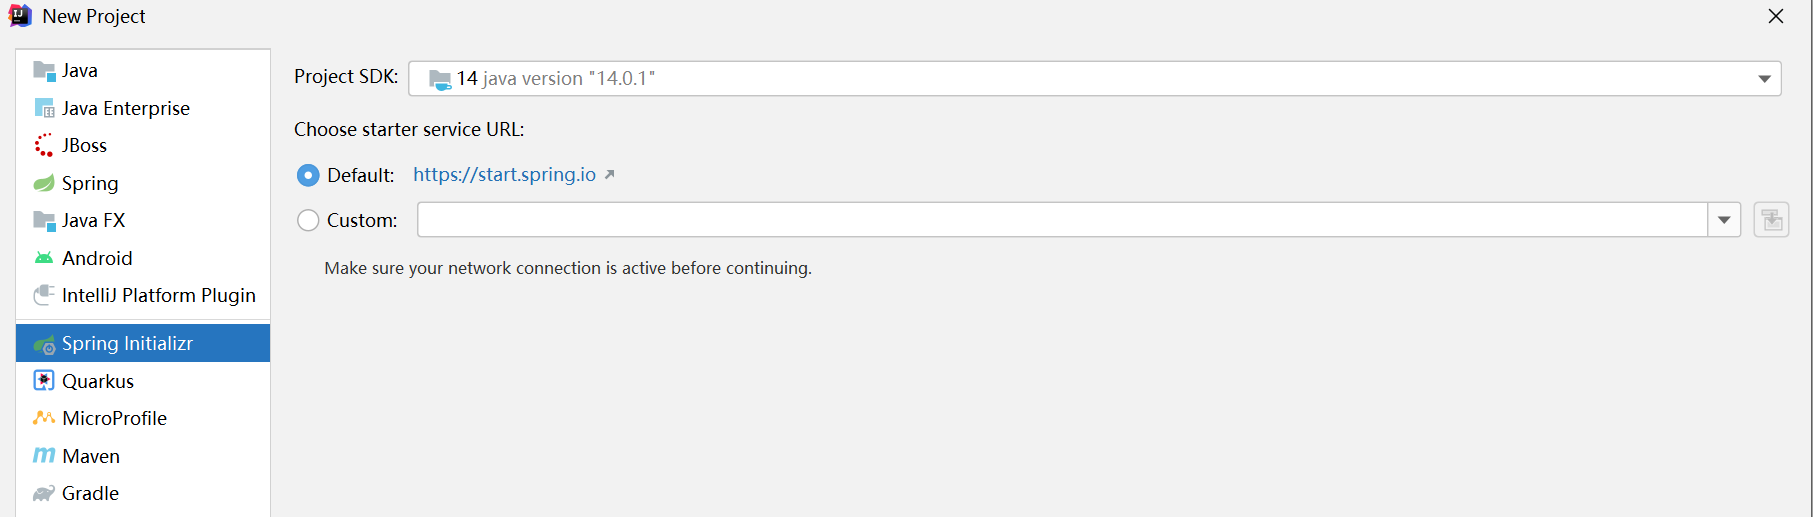 New Project
Java
Java Enterprise
JBoss
Spring
Java FX
Android
IntelliJ Platform Plugin
Spring Initializr
Quarkus
MicroProfile
Maven
Gradle
Project SDK: 14 java version "14.0.1"
Choose starter service URL:
Default: https://start.spring.io
Custom:
Make sure your network connection is active before continuing.